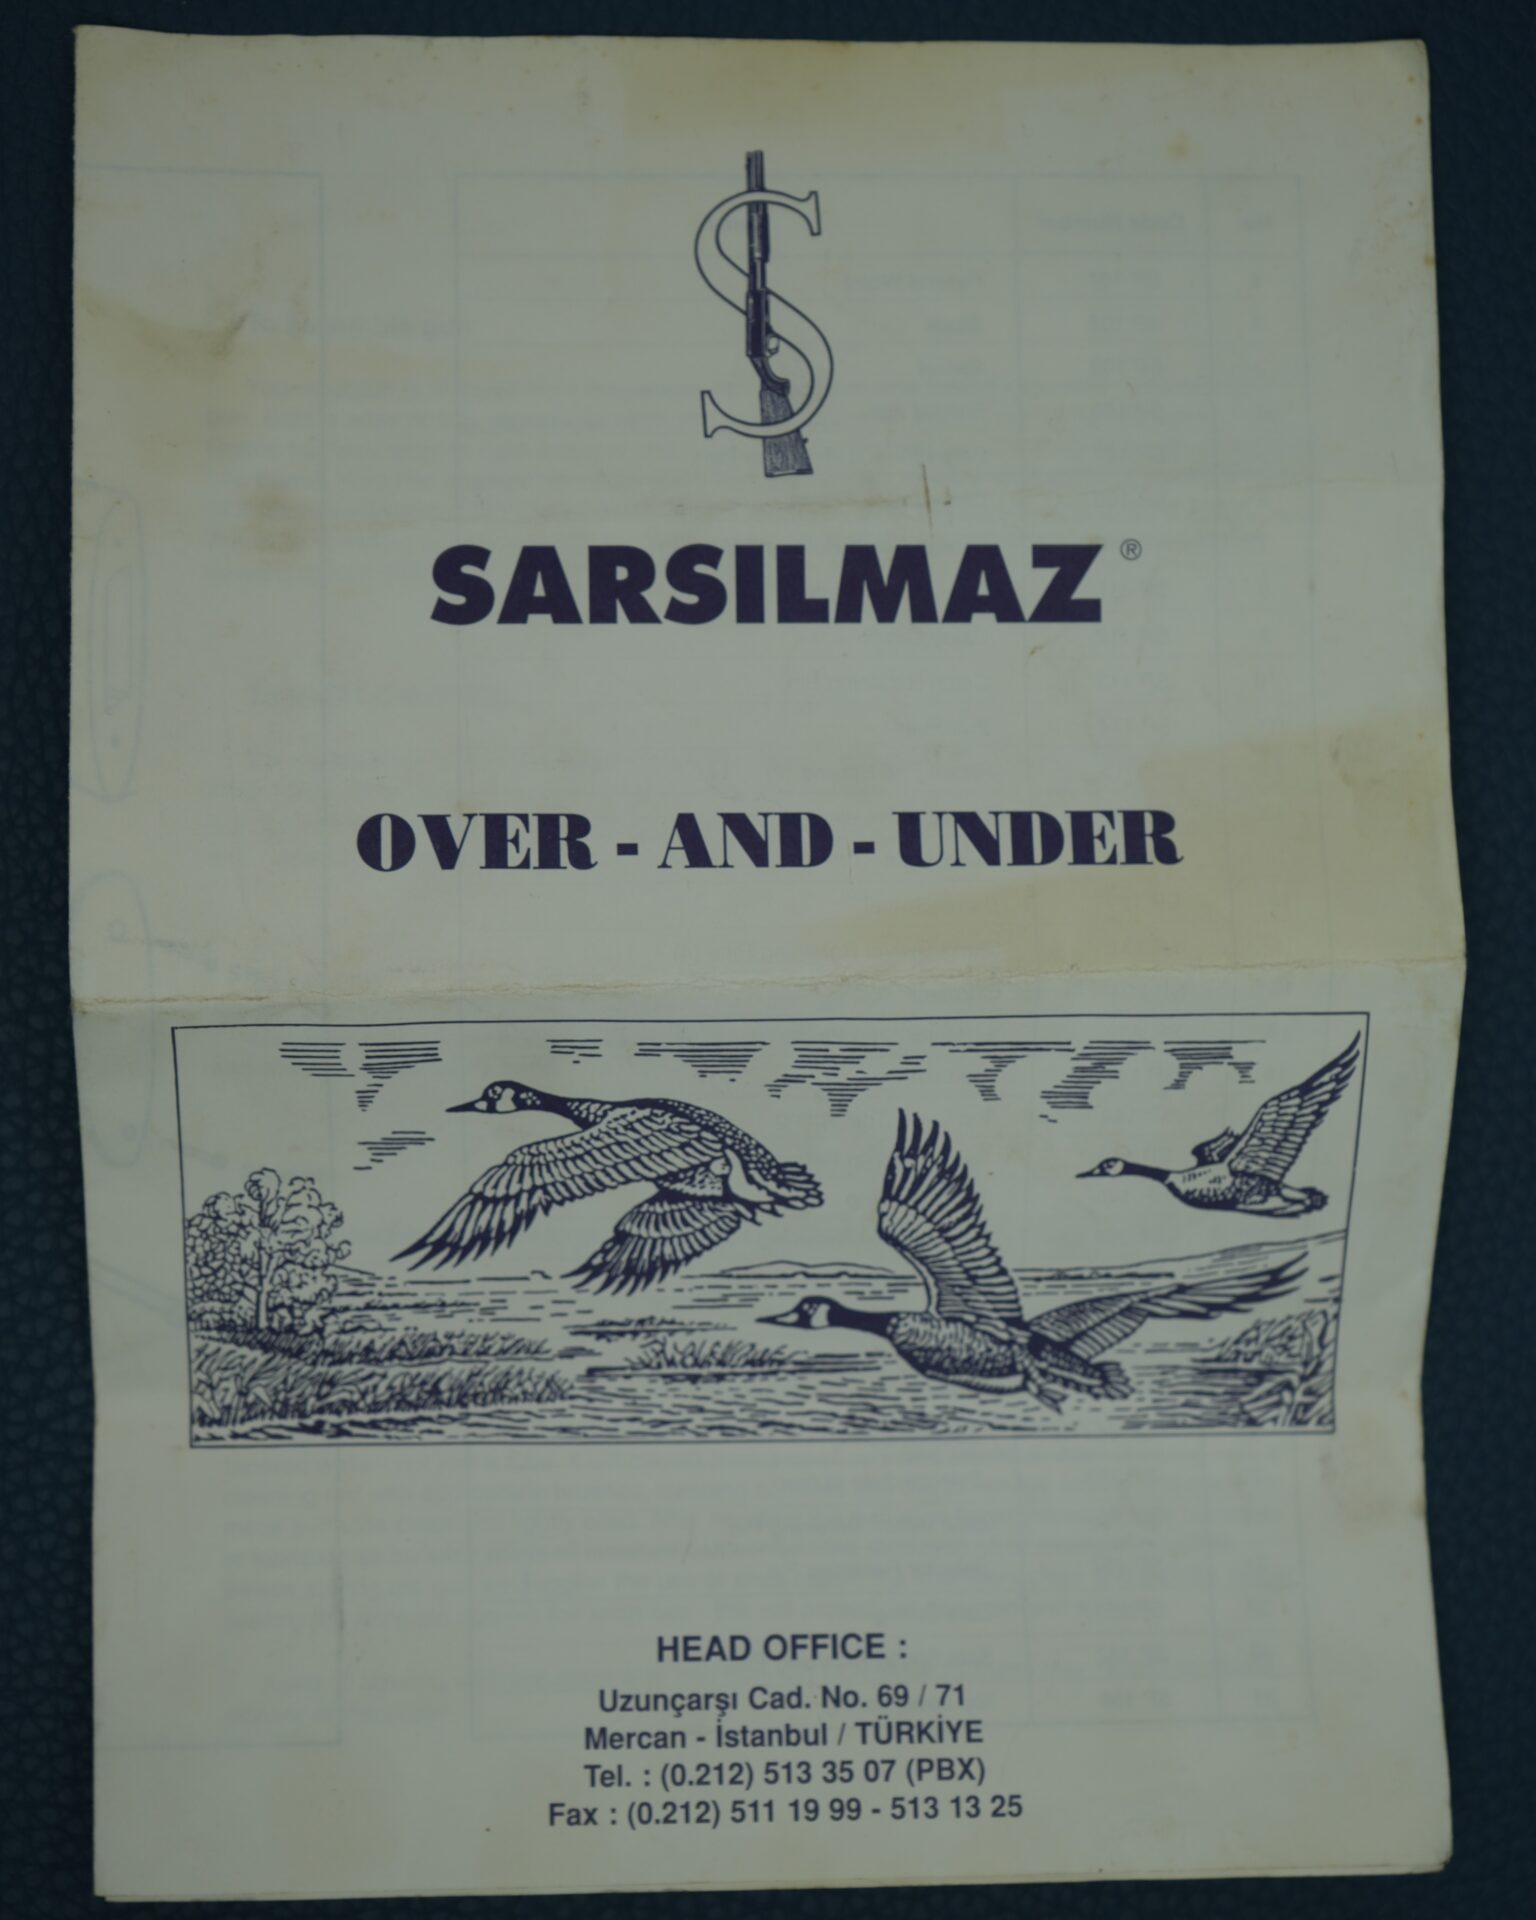 S
SARSILMAZ®
OVER - AND - UNDER
HEAD OFFICE :
Uzunçarşı Cad. No. 69 / 71
Mercan - İstanbul / TÜRKİYE
Tel. : (0.212) 513 35 07 (PBX)
Fax : (0.212) 511 19 99 - 513 13 25